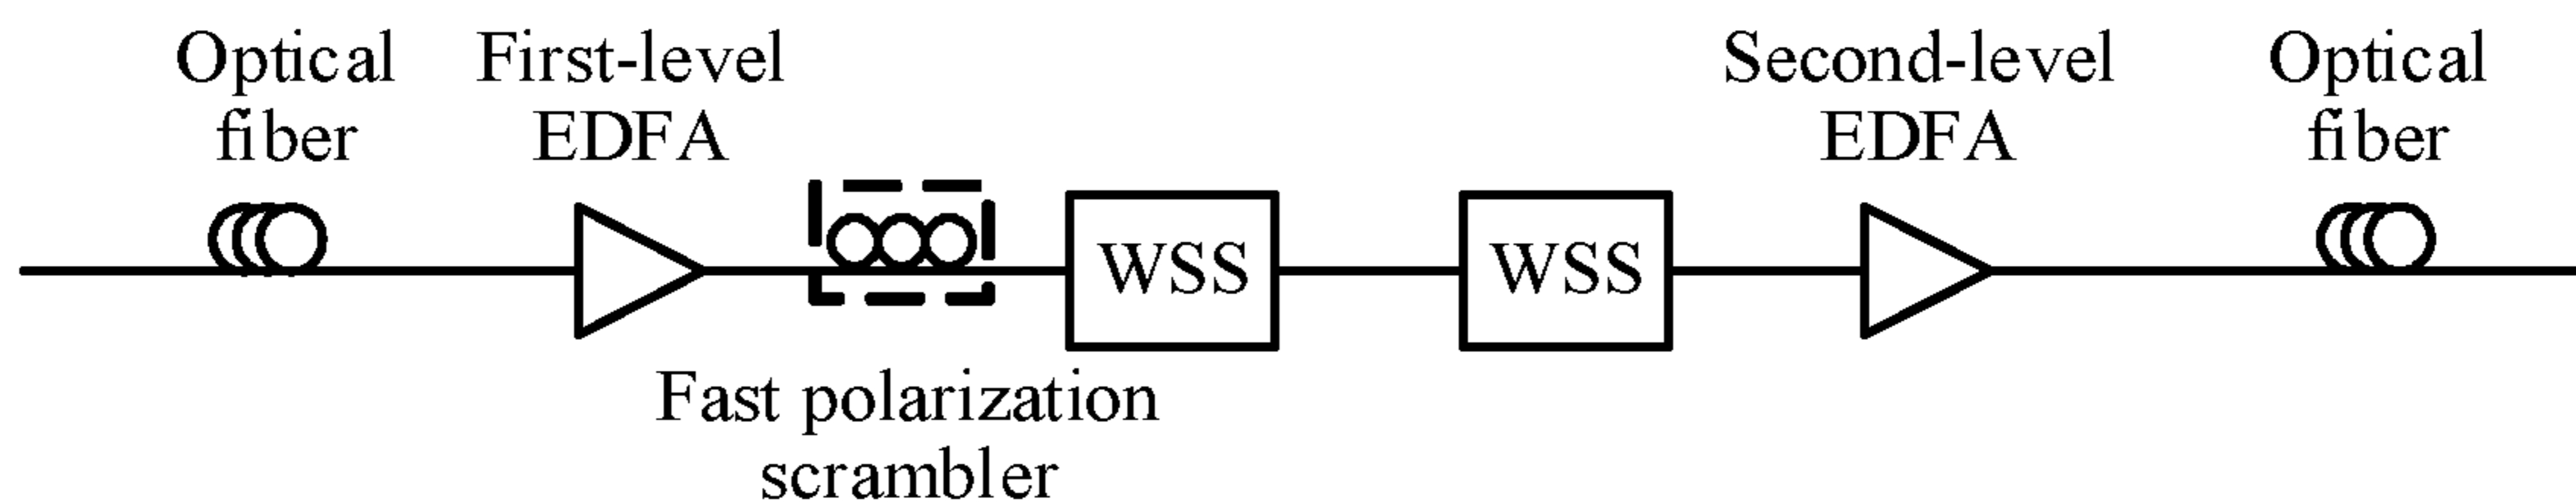 Optical
fiber
First-level
EDFA
Second-level
EDFA
Optical
fiber
WSS
WSS
Fast polarization
scrambler